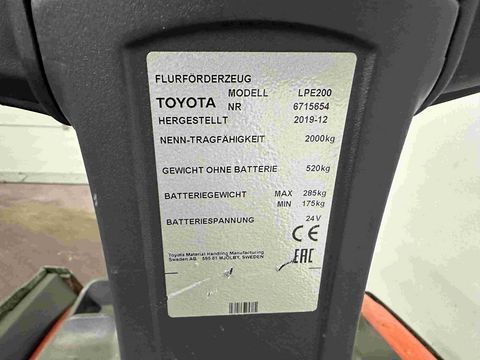 FLURFÖRDERZEUG
MODELL LPE200
TOYOTA NR 6715654
HERGESTELLT 2019-12
NENN-TRAGFÄHIGKEIT 2000kg
GEWICHT OHNE BATTERIE 520kg
BATTERIEGEWICHT MAX 285kg
MIN 175kg
BATTERIESPANNUNG 24V
CE
Toyota Material Handling Manufacturing
Sweden AB, 595 81 MJÖLBY, SWEDEN
EAC